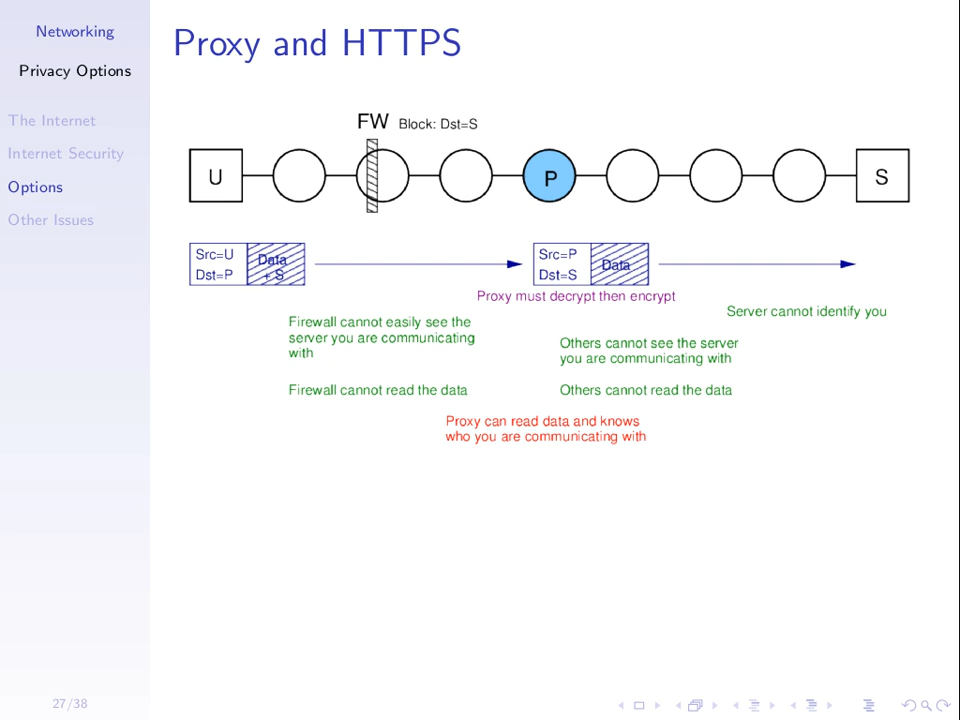 Networking
Privacy Options
The Internet
Internet Security
Options
Other Issues
27/38
Proxy and HTTPS
FW Block: Dst=S
U
P
S
Src=U
Dst=P
Data
+ S
Src=P
Dst=S
Data
Proxy must decrypt then encrypt
Server cannot identify you
Firewall cannot easily see the
server you are communicating
with
Others cannot see the server
you are communicating with
Firewall cannot read the data
Others cannot read the data
Proxy can read data and knows
who you are communicating with